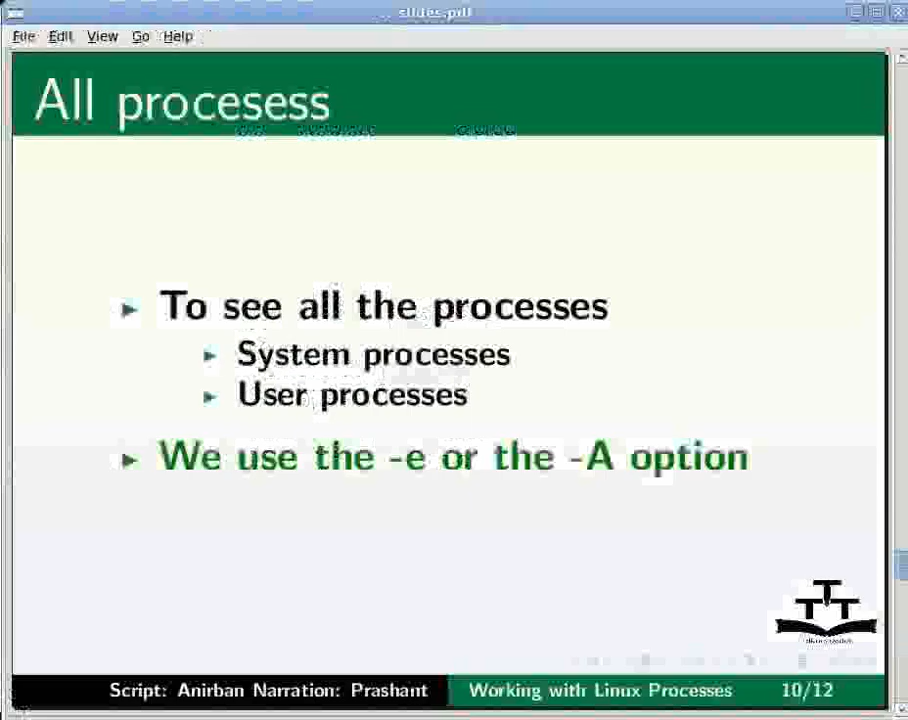 slides.pdf
File Edit View Go Help
All procesess
To see all the processes
System processes
User processes
We use the -e or the -A option
TTT
Script: Anirban Narration: Prashant Working with Linux Processes 10/12